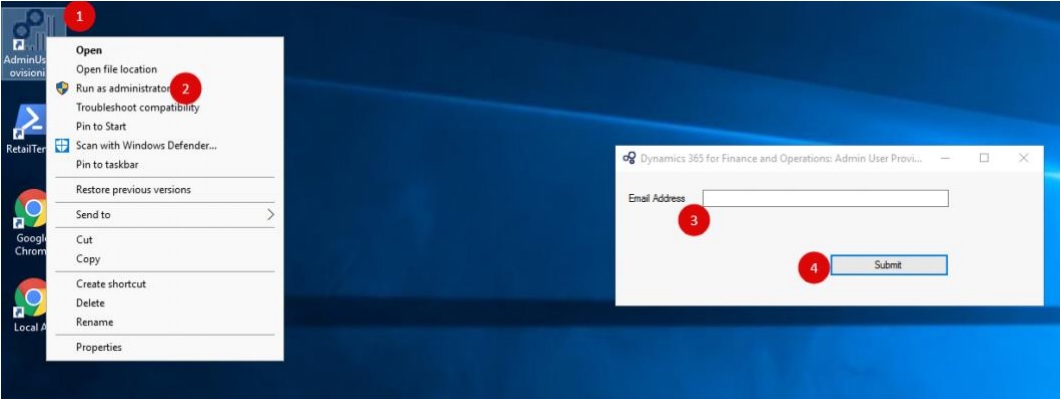 1
AdminUs
ovisioni
Open
Open file location
Run as administrator
2
Troubleshoot compatibility
Pin to Start
RetailTer
Scan with Windows Defender...
Pin to taskbar
Restore previous versions
Send to
Googl
Chrom
Cut
Copy
Create shortcut
Delete
Rename
Local A
Properties
Dynamics 365 for Finance and Operations: Admin User Provi...
Email Address
3
4
Submit